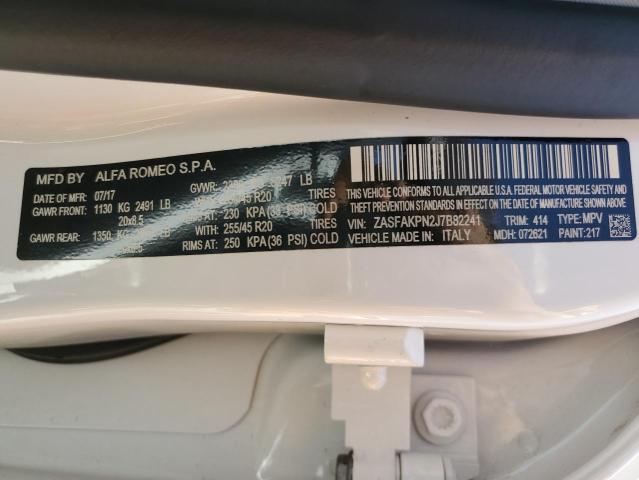 MFD BY ALFA ROMEO S.P.A.
DATE OF MFR: 07/17 GVWR: LB
GAWR FRONT: 1130 KG 2491 LB R20 TIRES
20x8.5 AT: 230 KPA PSI) COLD
GAWR REAR: 1350 WITH: 255/45 R20 TIRES
RIMS AT: 250 KPA (36 PSI) COLD
THIS VEHICLE CONFORMS TO ALL APPLICABLE U.S.A. FEDERAL MOTOR VEHICLE SAFETY AND
THEFT PREVENTION STANDARDS IN EFFECT ON THE DATE OF MANUFACTURE SHOWN ABOVE.
VIN: ZASFAKPN2J7B82241 TRIM: 414 TYPE: MPV
VEHICLE MADE IN: ITALY MDH: 072621 PAINT: 217